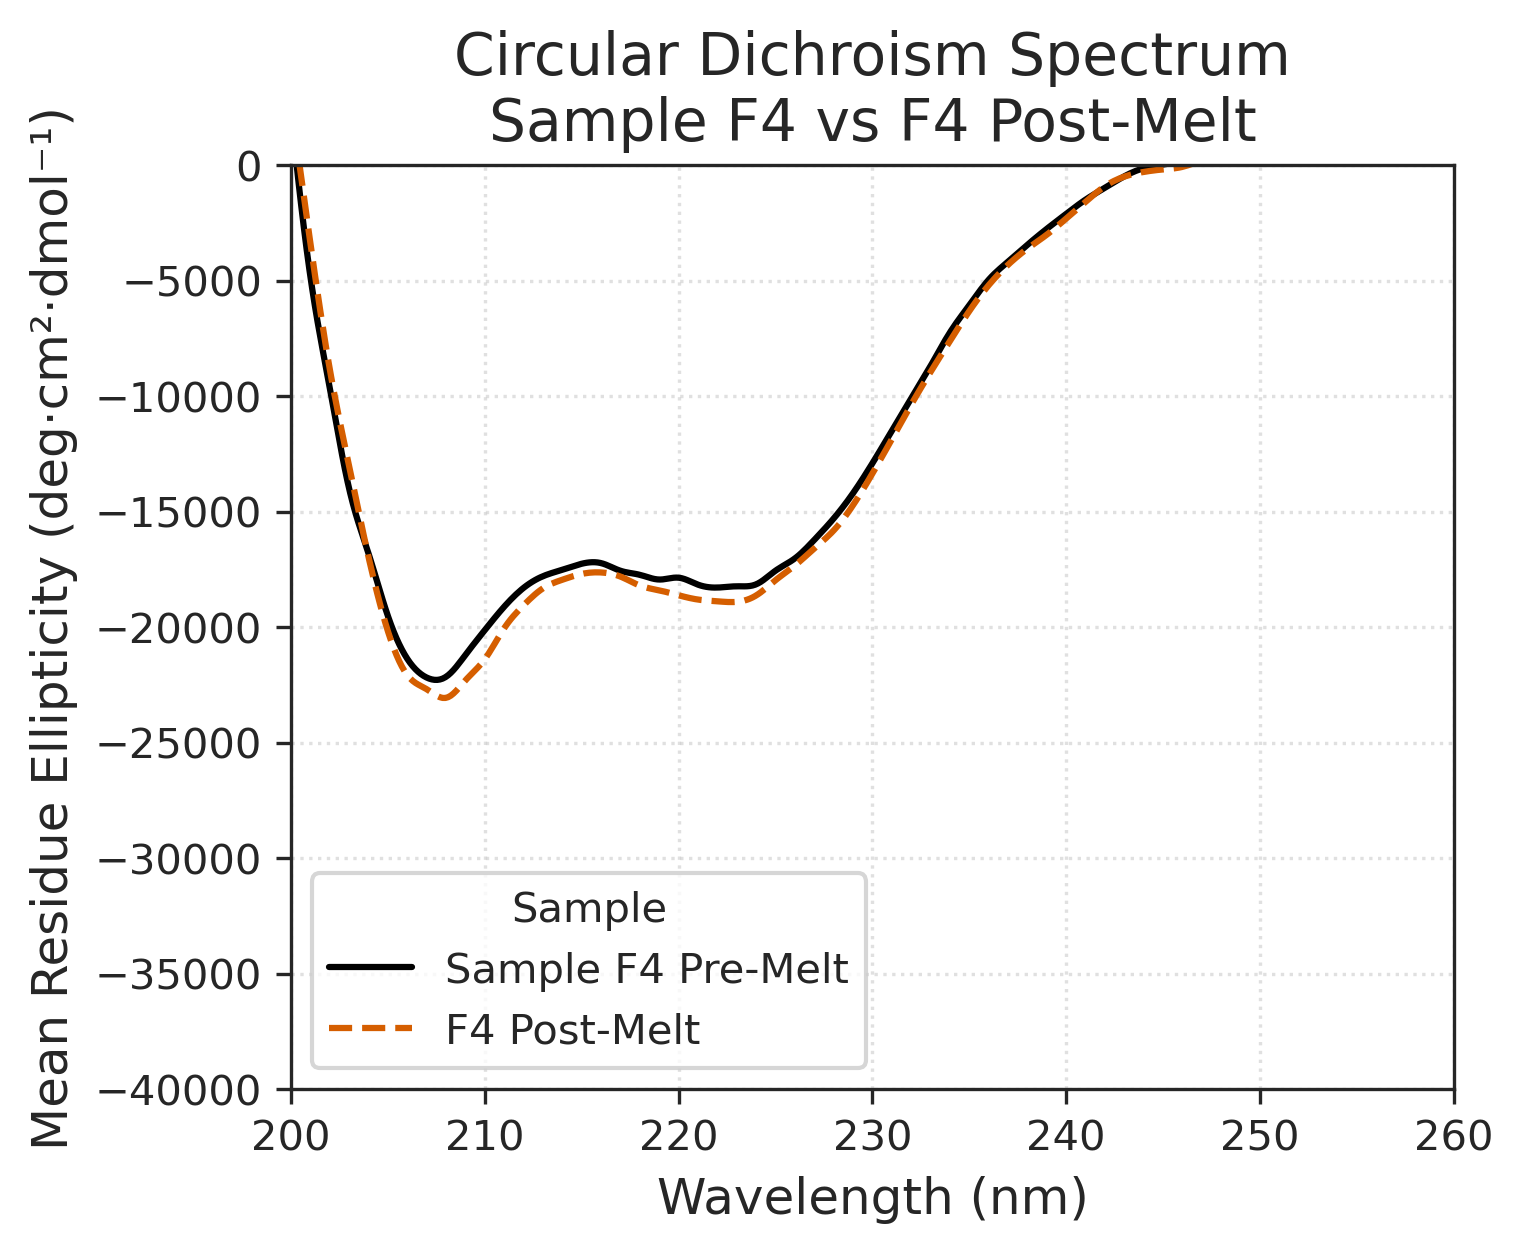 Circular Dichroism Spectrum
Sample F4 vs F4 Post-Melt
Mean Residue Ellipticity (deg·cm²·dmol⁻¹)
0
−5000
−10000
−15000
−20000
−25000
−30000
−35000
−40000
Sample
Sample F4 Pre-Melt
F4 Post-Melt
200 210 220 230 240 250 260
Wavelength (nm)